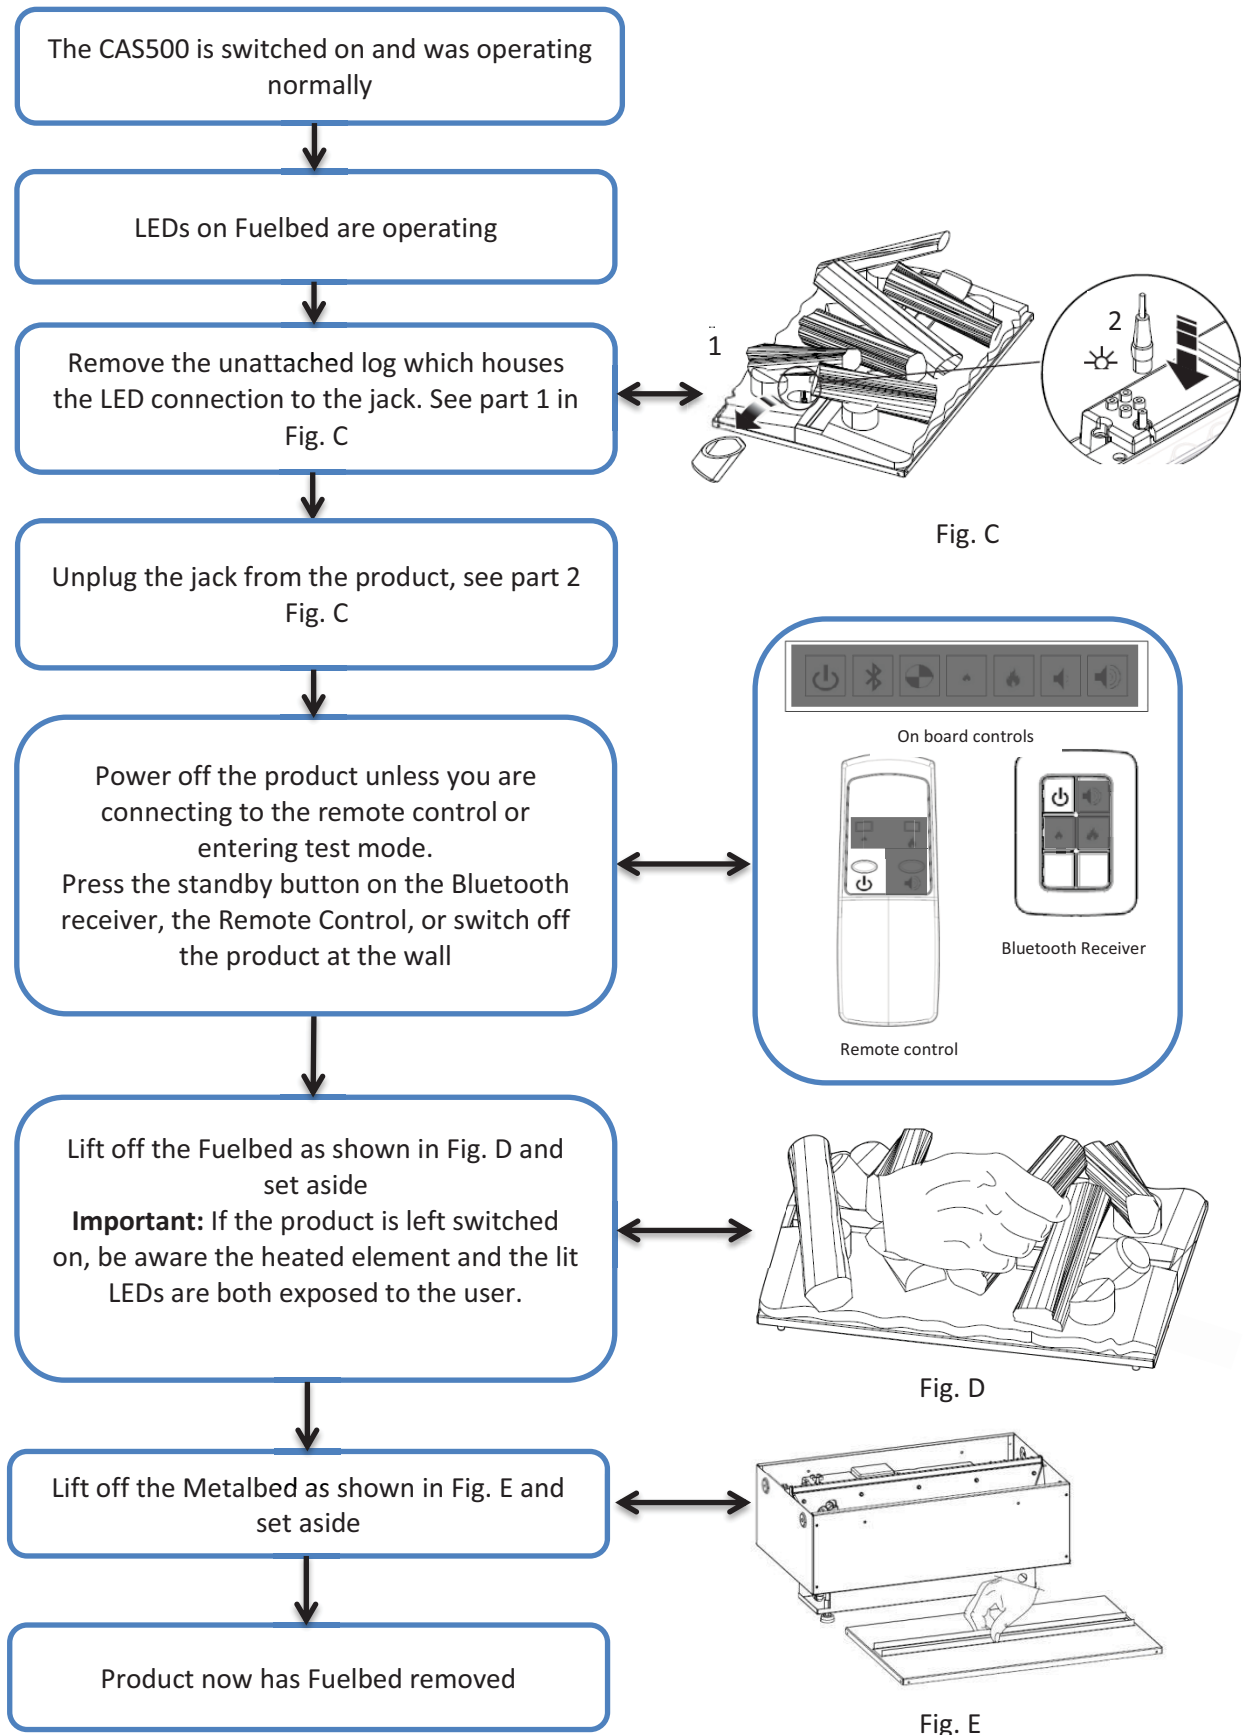 The CAS500 is switched on and was operating
normally
LEDs on Fuelbed are operating
Remove the unattached log which houses
the LED connection to the jack. See part 1 in
Fig. C
1
2
Fig. C
Unplug the jack from the product, see part 2
Fig. C
Power off the product unless you are
connecting to the remote control or
entering test mode.
Press the standby button on the Bluetooth
receiver, the Remote Control, or switch off
the product at the wall
On board controls
Remote control
Bluetooth Receiver
Lift off the Fuelbed as shown in Fig. D and
set aside
Important: If the product is left switched
on, be aware the heated element and the lit
LEDs are both exposed to the user.
Fig. D
Lift off the Metalbed as shown in Fig. E and
set aside
Product now has Fuelbed removed
Fig. E